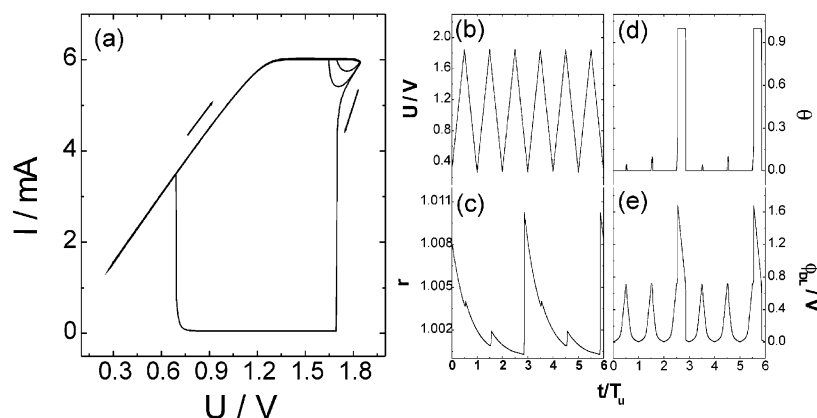 (a)
I / mA
6
4
2
0
0.3 0.6 0.9 1.2 1.5 1.8
U / V
(b)
U / V
2.0
1.6
1.2
0.8
0.4
(d)
0.9
0.6
0.3
0.0
θ
(c)
r
1.011
1.008
1.005
1.002
0 1 2 3 4 5 6
(e)
1.6
1.2
0.8
0.4
0.0
φDL / V
0 1 2 3 4 5 6
t/Tu